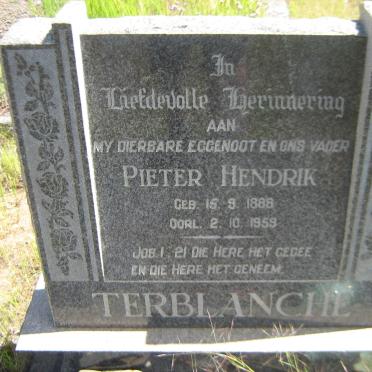 In
Liefdevolle Herinnering
AAN
MY DIERBARE EGGENOOT EN ONS VADER
PIETER HENDRIK
GEB. 15. 9. 1888
OORL. 2. 10. 1959
JOB 1. 21 DIE HERE HET GEGEE
EN DIE HERE HET GENEEM.
TERBLANCHE